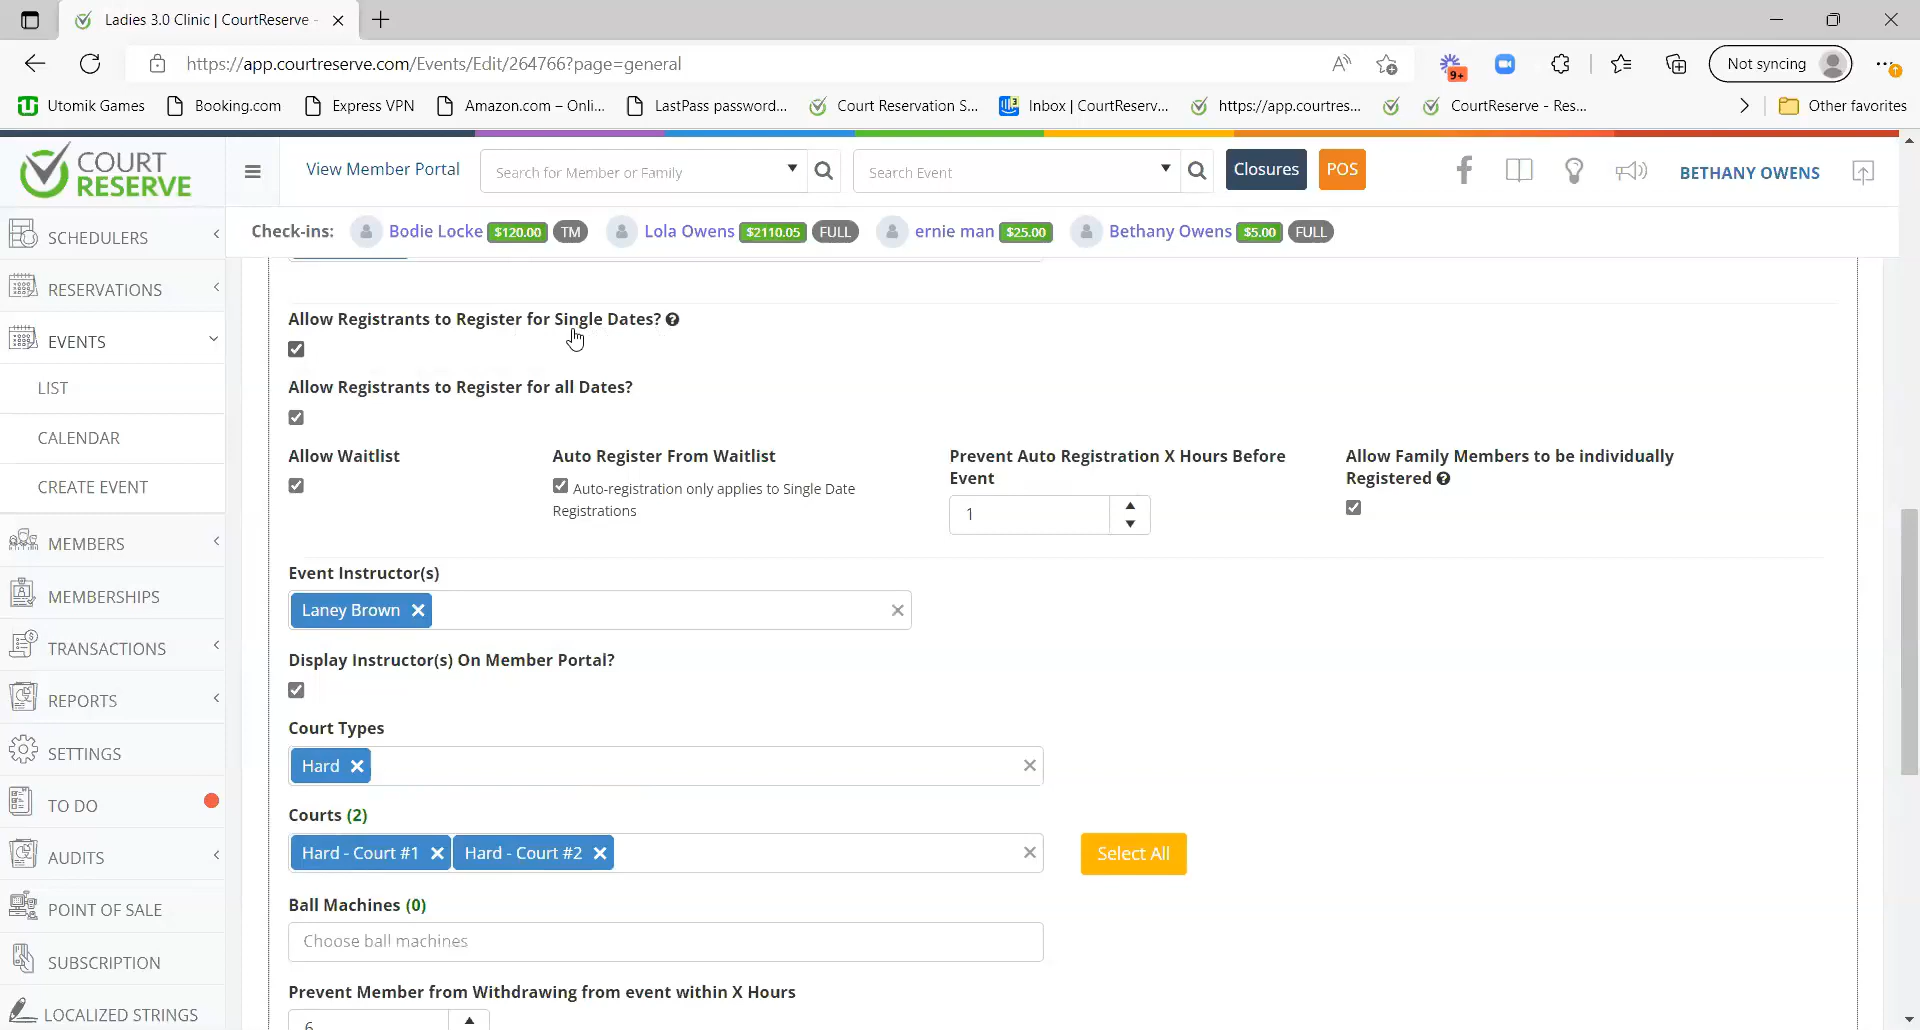 Ladies 3.0 Clinic | CourtReserve -
https://app.courtreserve.com/Events/Edit/264766?page=general
A
9+
Not syncing
Utomik Games
Booking.com
Express VPN
Amazon.com – Onli...
LastPass password...
Court Reservation S...
Inbox | CourtReserv...
https://app.courtres...
CourtReserve - Res...
Other favorites
COURT
RESERVE
View Member Portal
Search for Member or Family
Search Event
Closures
POS
BETHANY OWENS
Check-ins:
Bodie Locke $120.00 TM
Lola Owens $2110.05 FULL
ernie man $25.00
Bethany Owens $5.00 FULL
SCHEDULERS
RESERVATIONS
EVENTS
LIST
CALENDAR
CREATE EVENT
MEMBERS
MEMBERSHIPS
TRANSACTIONS
REPORTS
SETTINGS
TO DO
AUDITS
POINT OF SALE
SUBSCRIPTION
LOCALIZED STRINGS
Allow Registrants to Register for Single Dates?
Allow Registrants to Register for all Dates?
Allow Waitlist
Auto Register From Waitlist
Auto-registration only applies to Single Date
Registrations
Prevent Auto Registration X Hours Before
Event
1
Allow Family Members to be individually
Registered
Event Instructor(s)
Laney Brown
Display Instructor(s) On Member Portal?
Court Types
Hard
Courts (2)
Hard - Court #1
Hard - Court #2
Select All
Ball Machines (0)
Choose ball machines
Prevent Member from Withdrawing from event within X Hours
6